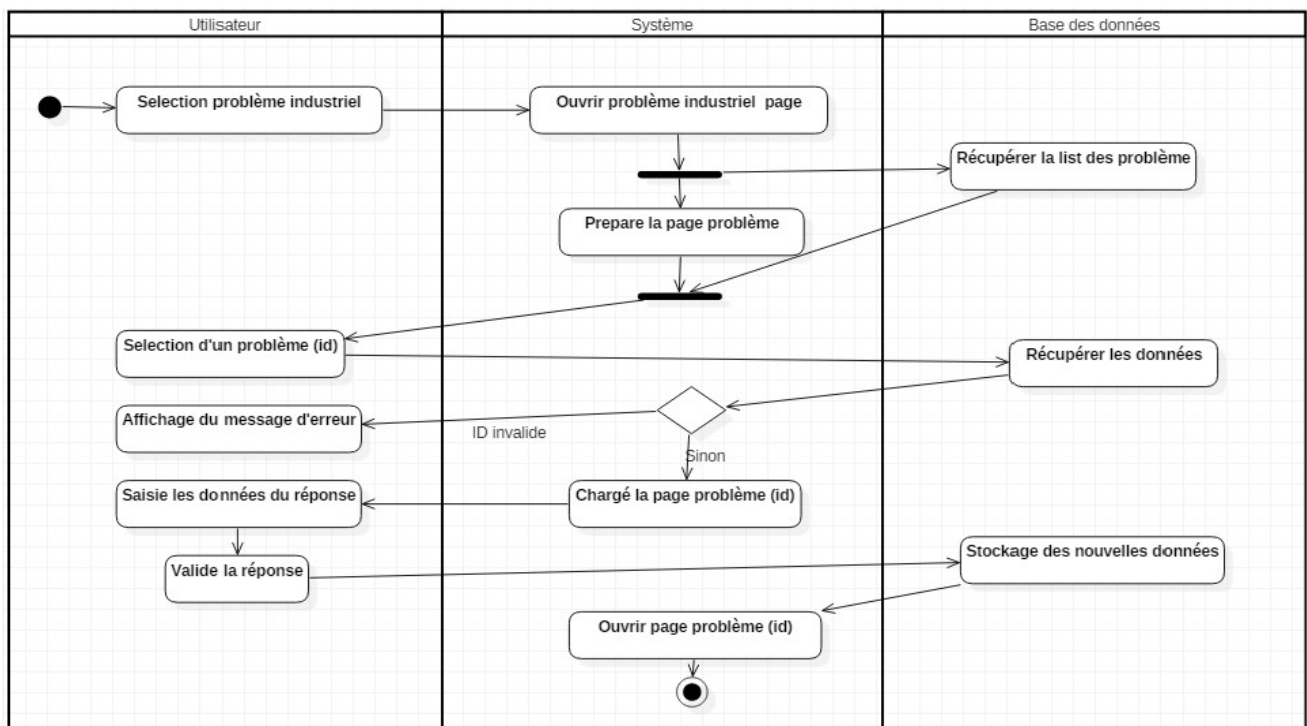 Utilisateur
Système
Base des données
Selection problème industriel
Ouvrir problème industriel page
Récupérer la list des problème
Prepare la page problème
Selection d'un problème (id)
Récupérer les données
Affichage du message d'erreur
ID invalide
Sinon
Saisie les données du réponse
Chargé la page problème (id)
Valide la réponse
Stockage des nouvelles données
Ouvrir page problème (id)